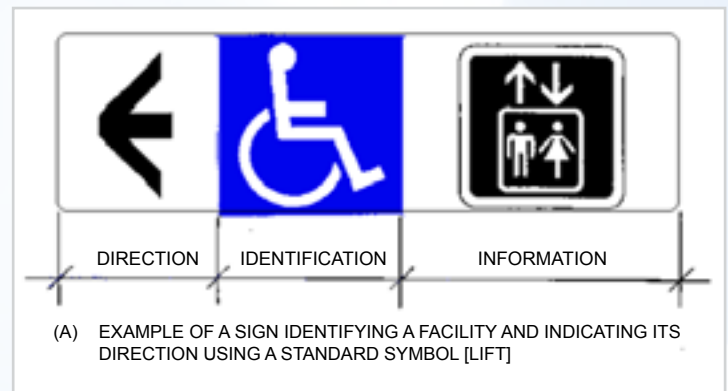 DIRECTION IDENTIFICATION INFORMATION
(A) EXAMPLE OF A SIGN IDENTIFYING A FACILITY AND INDICATING ITS
DIRECTION USING A STANDARD SYMBOL [LIFT]